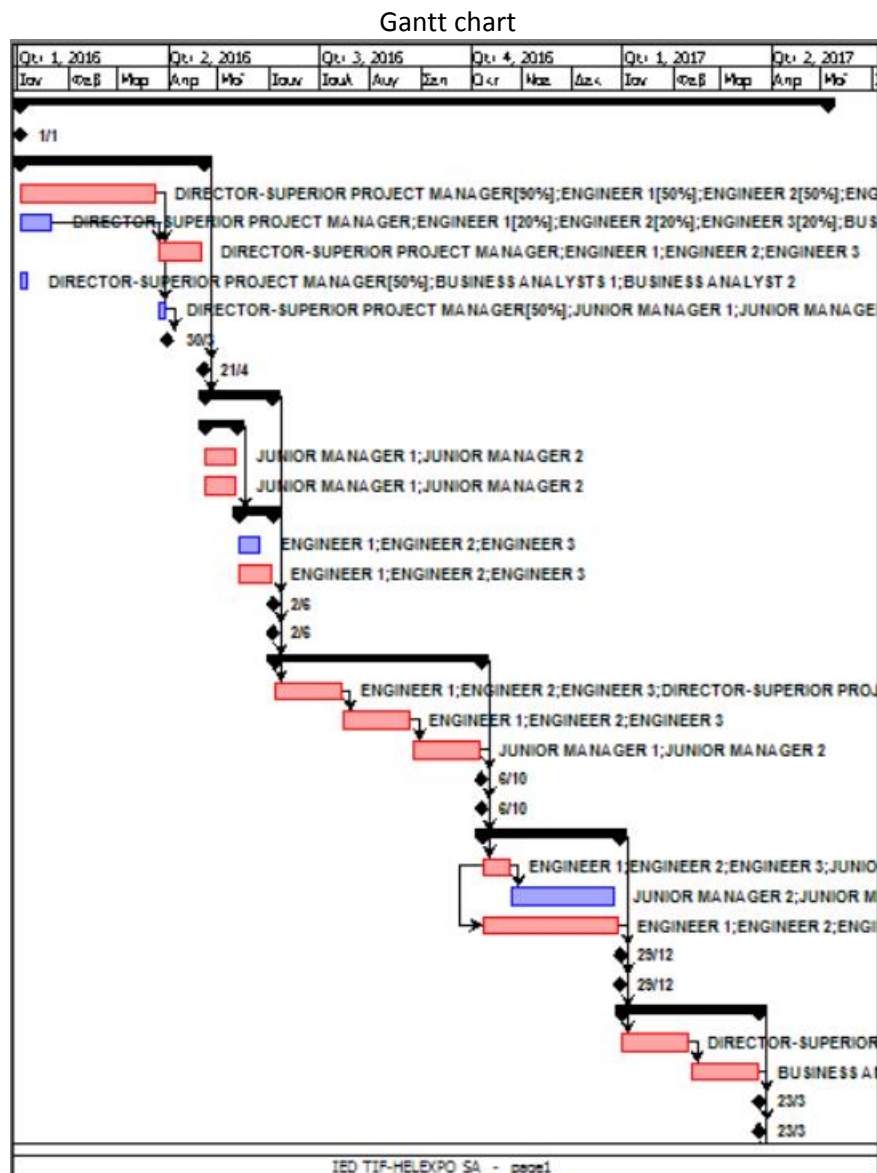 Gantt chart
Qtr 1, 2016 Qtr 2, 2016 Qtr 3, 2016 Qtr 4, 2016 Qtr 1, 2017 Qtr 2, 2017
Ιαν Φεβ Μαρ Απρ Μαϊ Ιουν Ιουλ Αυγ Σεπ Οκτ Νοε Δεκ Ιαν Φεβ Μαρ Απρ Μαϊ
1/1
DIRECTOR-SUPERIOR PROJECT MANAGER[90%];ENGINEER 1[50%];ENGINEER 2[50%];ENG
DIRECTOR-SUPERIOR PROJECT MANAGER;ENGINEER 1[20%];ENGINEER 2[20%];ENGINEER 3[20%];BUS
DIRECTOR-SUPERIOR PROJECT MANAGER;ENGINEER 1;ENGINEER 2;ENGINEER 3
DIRECTOR-SUPERIOR PROJECT MANAGER[50%];BUSINESS ANALYSTS 1;BUSINESS ANALYST 2
DIRECTOR-SUPERIOR PROJECT MANAGER[50%];JUNIOR MANAGER 1;JUNIOR MANAGE
30/3
21/4
JUNIOR MANAGER 1;JUNIOR MANAGER 2
JUNIOR MANAGER 1;JUNIOR MANAGER 2
ENGINEER 1;ENGINEER 2;ENGINEER 3
ENGINEER 1;ENGINEER 2;ENGINEER 3
2/6
2/6
ENGINEER 1;ENGINEER 2;ENGINEER 3;DIRECTOR-SUPERIOR PROJ
ENGINEER 1;ENGINEER 2;ENGINEER 3
JUNIOR MANAGER 1;JUNIOR MANAGER 2
6/10
6/10
ENGINEER 1;ENGINEER 2;ENGINEER 3;JUNIO
JUNIOR MANAGER 2;JUNIOR M
ENGINEER 1;ENGINEER 2;ENGI
29/12
29/12
DIRECTOR-SUPERIOR
BUSINESS AN
23/3
23/3
IED TIF-HELEXPO SA - page1